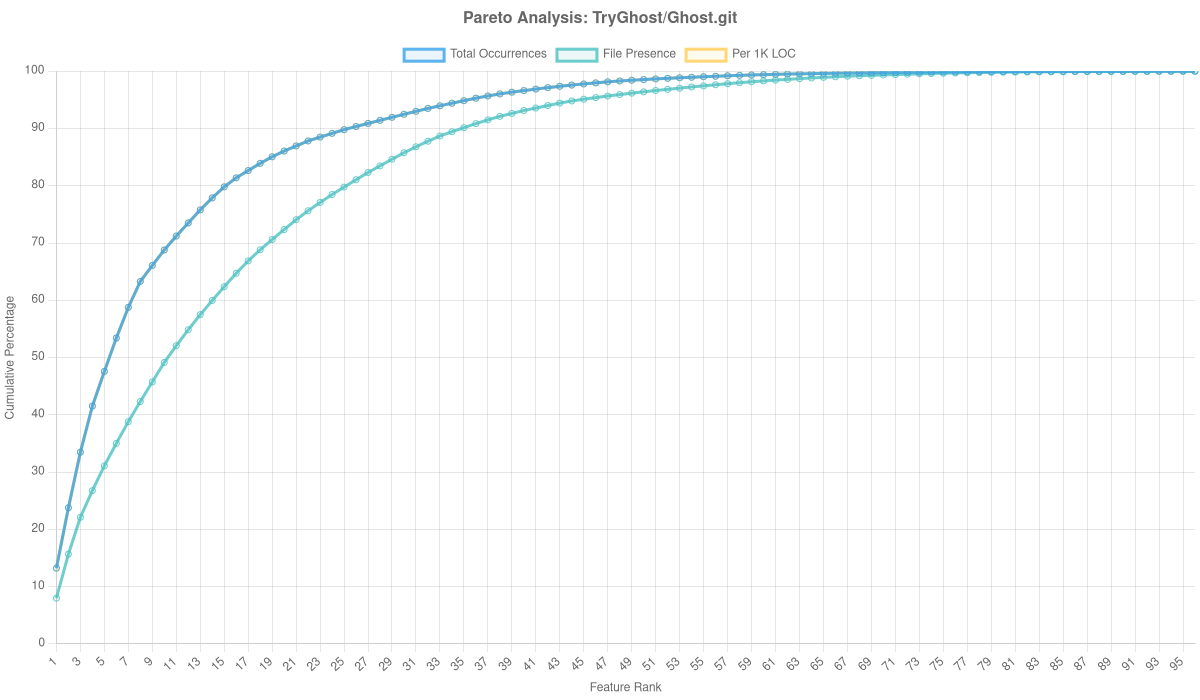 Pareto Analysis: TryGhost/Ghost.git
Total Occurrences File Presence Per 1K LOC
100
90
80
70
60
50
40
30
20
10
0
Cumulative Percentage
1 3 5 7 9 11 13 15 17 19 21 23 25 27 29 31 33 35 37 39 41 43 45 47 49 51 53 55 57 59 61 63 65 67 69 71 73 75 77 79 81 83 85 87 89 91 93 95
Feature Rank